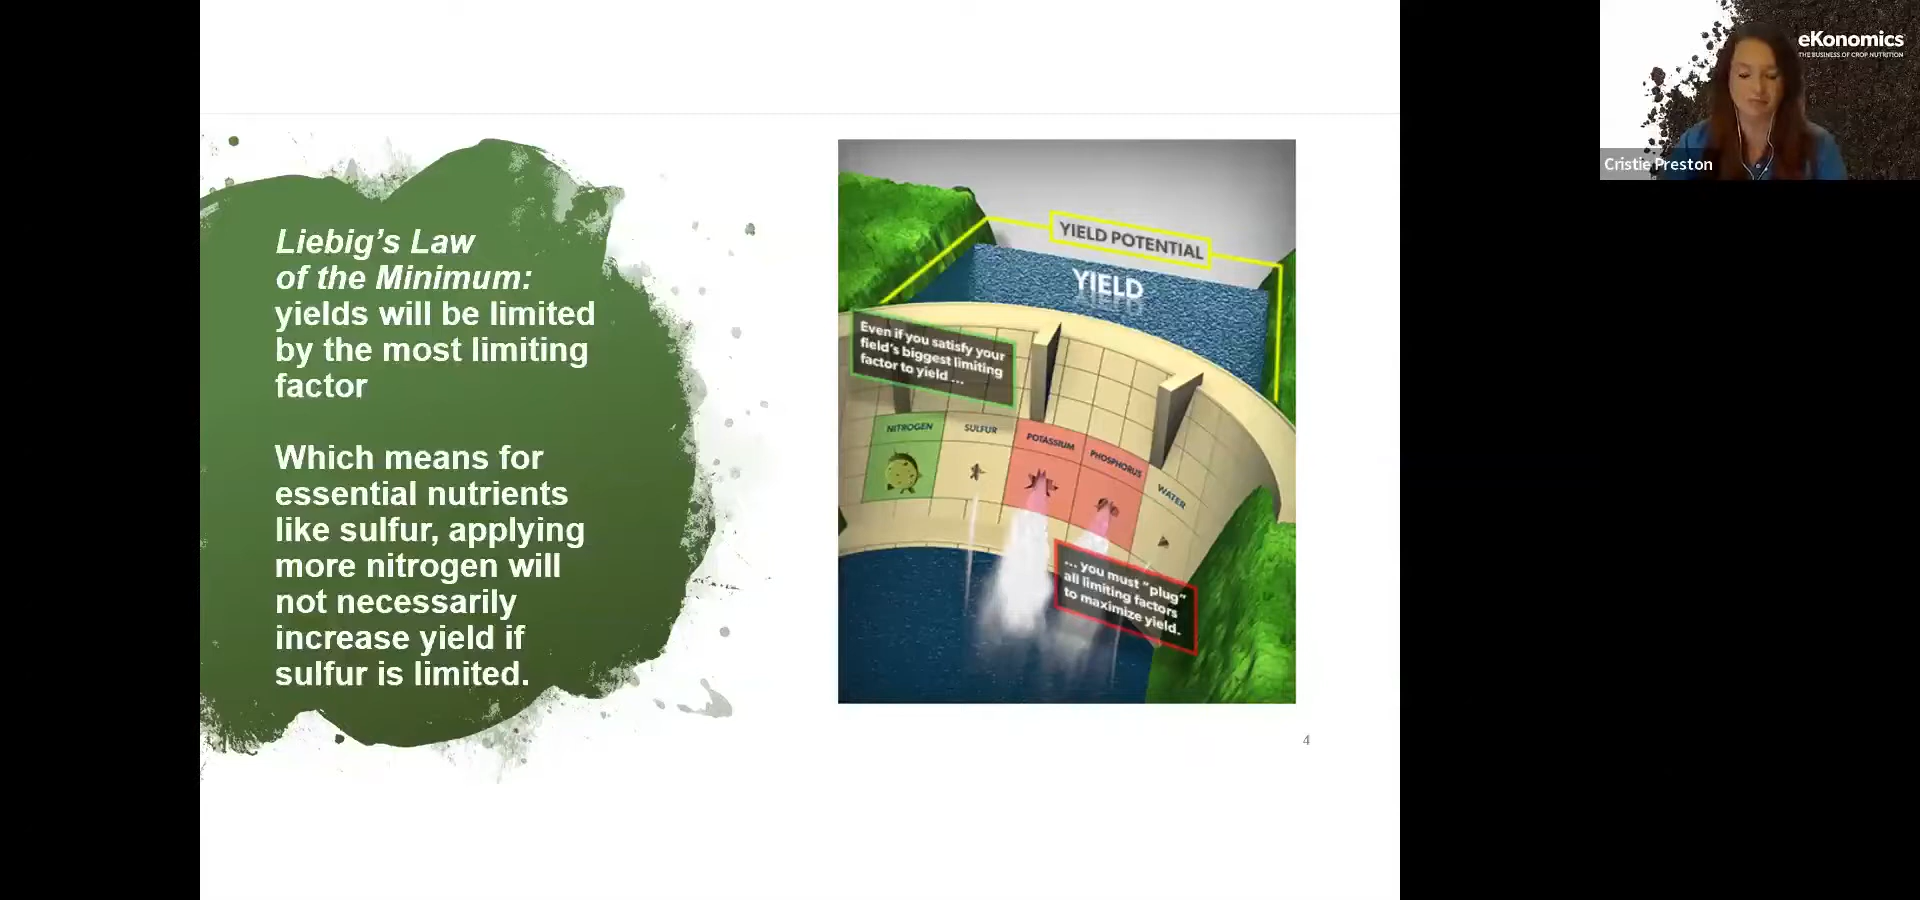 Liebig's Law
of the Minimum:
yields will be limited
by the most limiting
factor
Which means for
essential nutrients
like sulfur, applying
more nitrogen will
not necessarily
increase yield if
sulfur is limited.
YIELD POTENTIAL
YIELD
Even if you satisfy your
field's biggest limiting
factor to yield ...
NITROGEN
SULFUR
POTASSIUM
PHOSPHORUS
WATER
... you must "plug"
all limiting factors
to maximize yield.
4
eKonomics
THE BUSINESS OF CROP NUTRITION
Cristie Preston